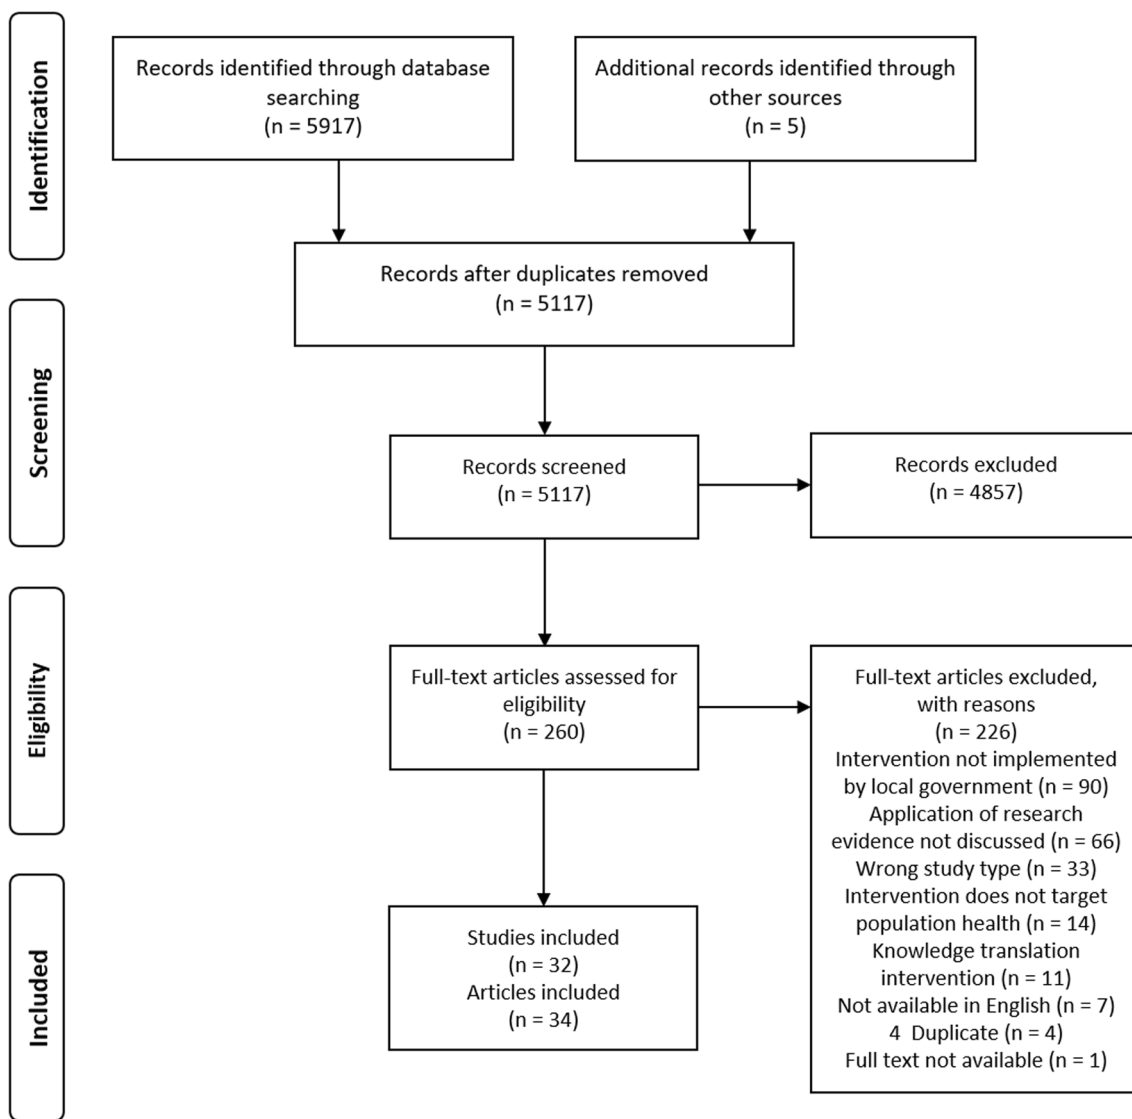 Identification
Records identified through database
searching
(n = 5917)
Additional records identified through
other sources
(n = 5)
Records after duplicates removed
(n = 5117)
Screening
Records screened
(n = 5117)
Records excluded
(n = 4857)
Eligibility
Full-text articles assessed for
eligibility
(n = 260)
Full-text articles excluded,
with reasons
(n = 226)
Intervention not implemented
by local government (n = 90)
Application of research
evidence not discussed (n = 66)
Wrong study type (n = 33)
Intervention does not target
population health (n = 14)
Knowledge translation
intervention (n = 11)
Not available in English (n = 7)
4 Duplicate (n = 4)
Full text not available (n = 1)
Included
Studies included
(n = 32)
Articles included
(n = 34)